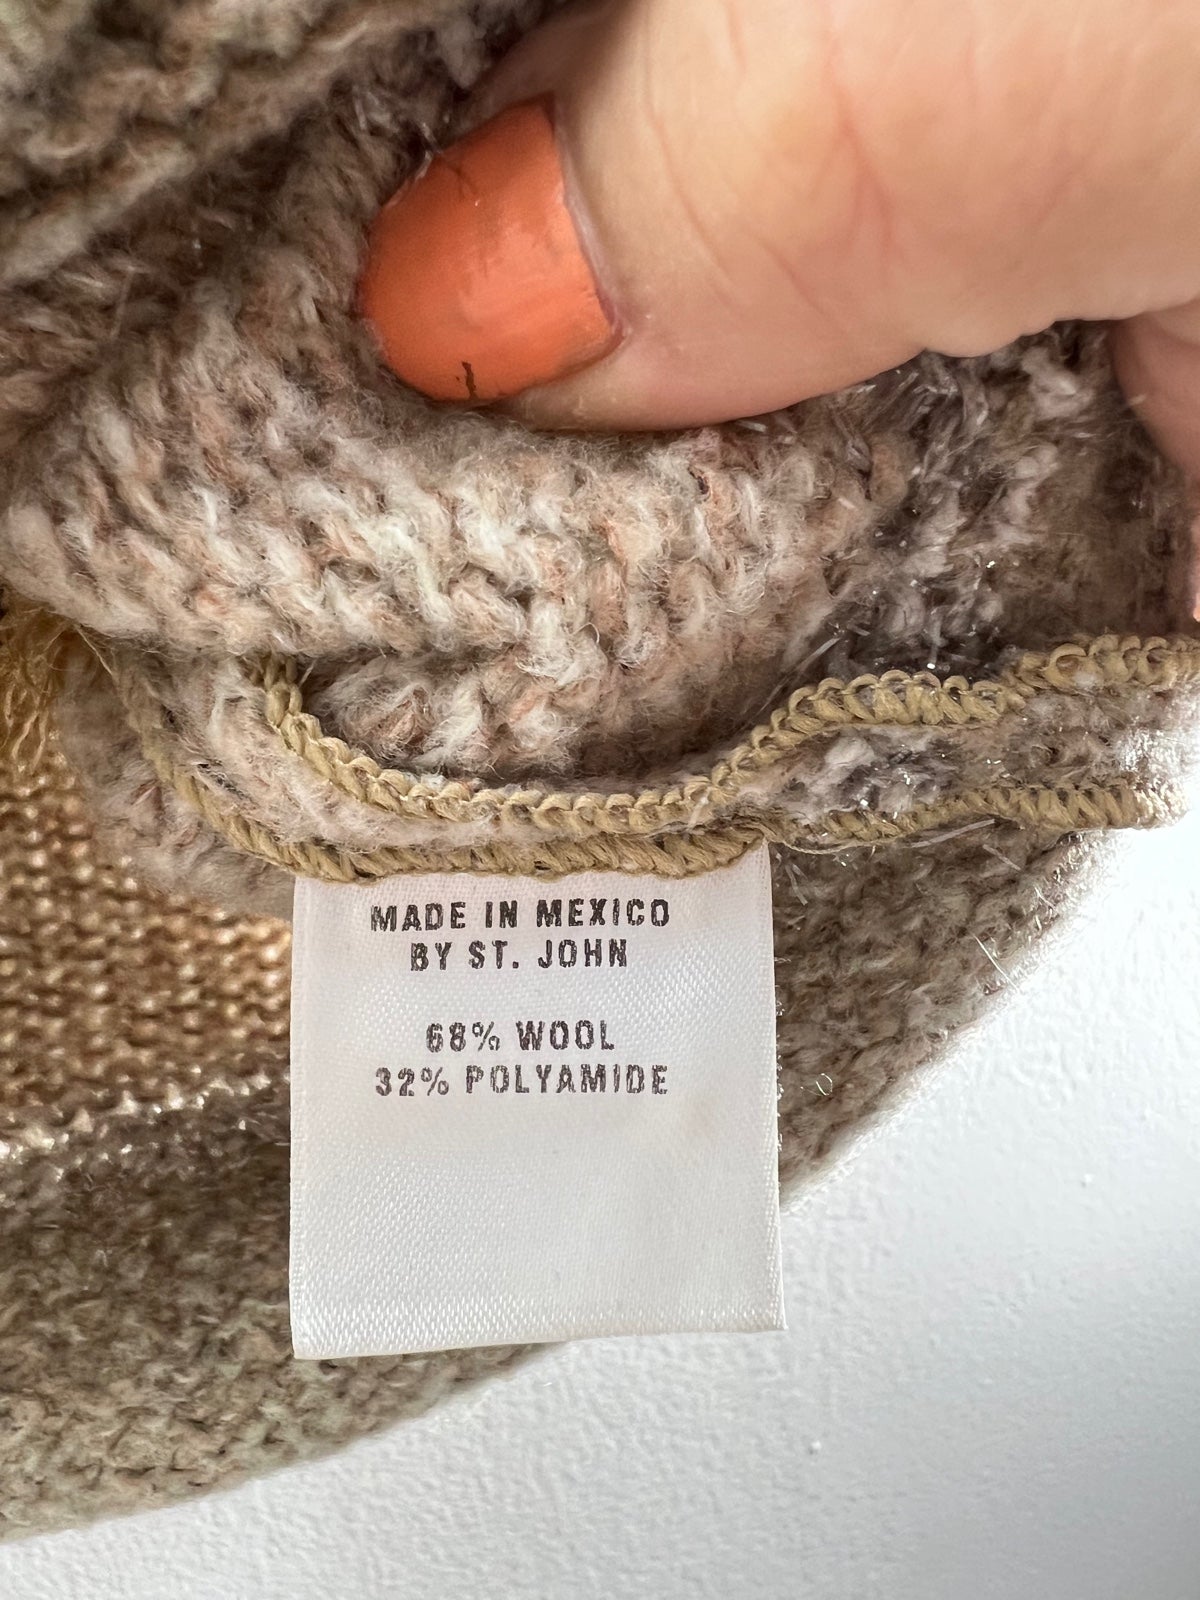 MADE IN MEXICO
BY ST. JOHN
68% WOOL
32% POLYAMIDE